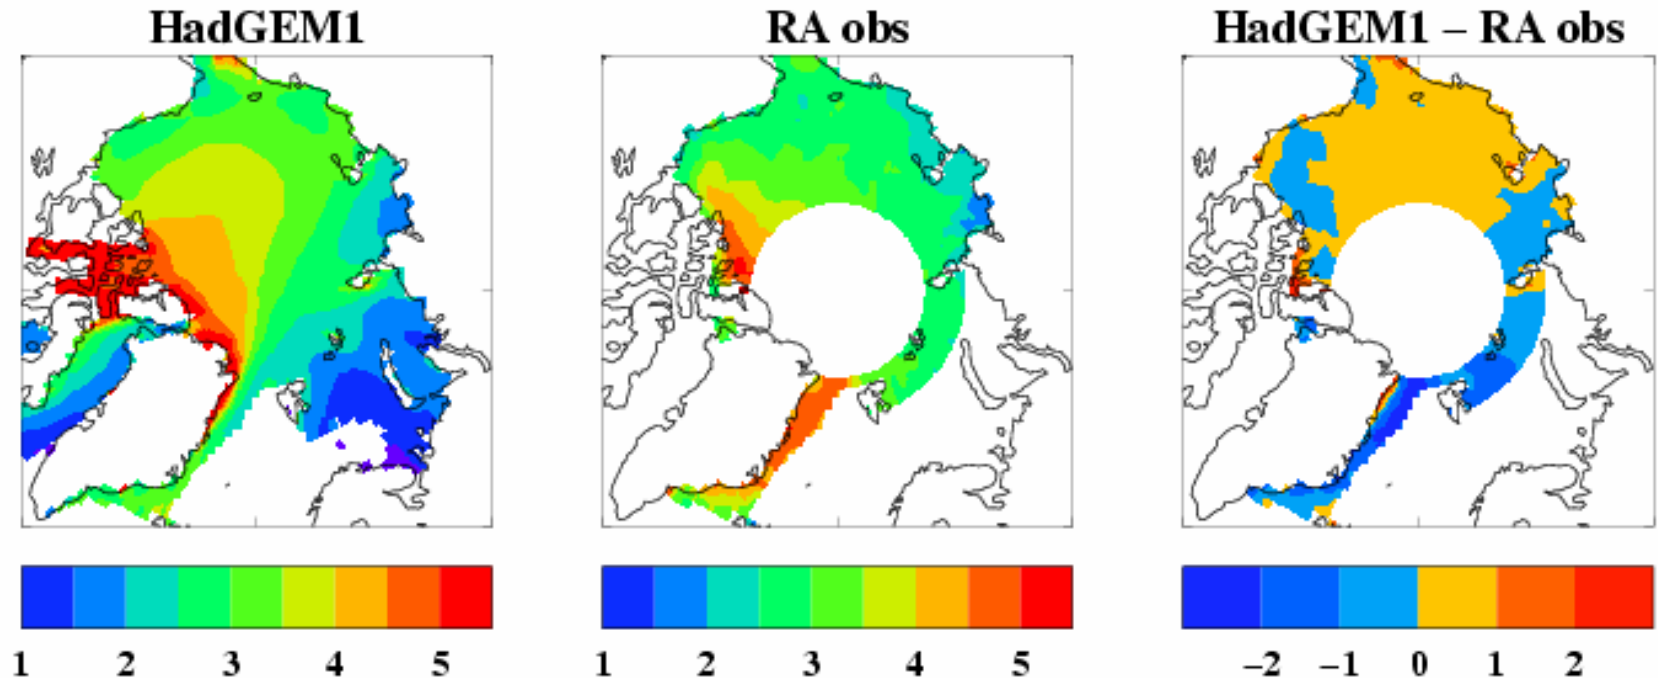 HadGEM1 RA obs HadGEM1 – RA obs
1 2 3 4 5 1 2 3 4 5 –2 –1 0 1 2